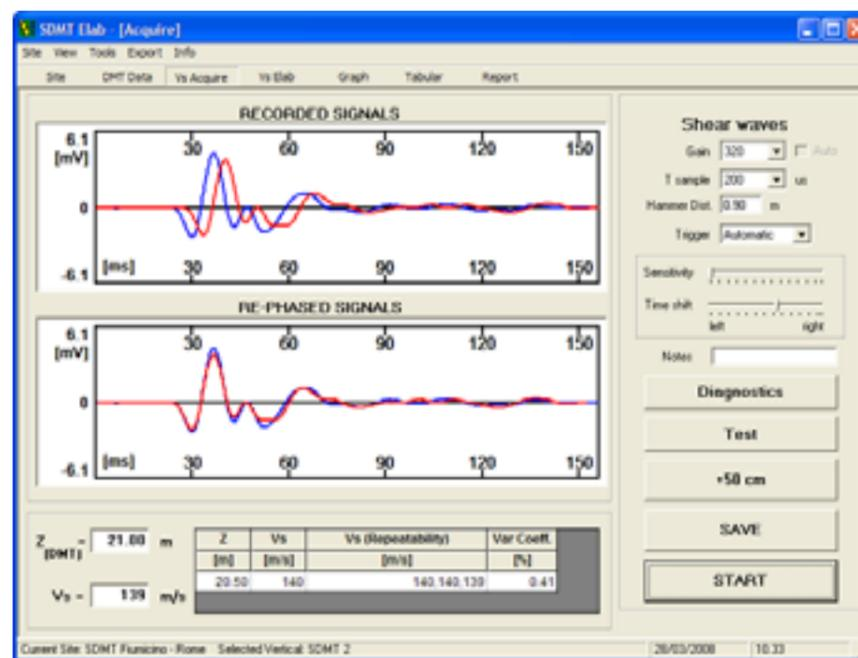 SDMT Elab - [Acquire]
Site View Tools Export Info
Site DMT Data Vs Acquire Vs Elab Graph Tabular Report
RECORDED SIGNALS
6.1
[mV]
30 60 90 120 150
0
-6.1
[ms] 30 60 90 120 150
RE-PHASED SIGNALS
6.1
[mV]
30 60 90 120 150
0
-6.1
[ms] 30 60 90 120 150
Z (DMT) = 21.00 m
Vs = 139 m/s
Z Vs Vs (Repeatability) Var Coeff.
[m] [m/s] [m/s] [%]
20.50 140 140,140,139 0.41
Shear waves
Gain 320 Auto
T sample 200 us
Hammer Dist. 0.90 m
Trigger Automatic
Sensitivity
Time shift
left right
Notes
Diagnostics
Test
+50 cm
SAVE
START
Current Site: SDMT Fiumicino - Rome Selected Vertical: SDMT 2 28/03/2008 10.33